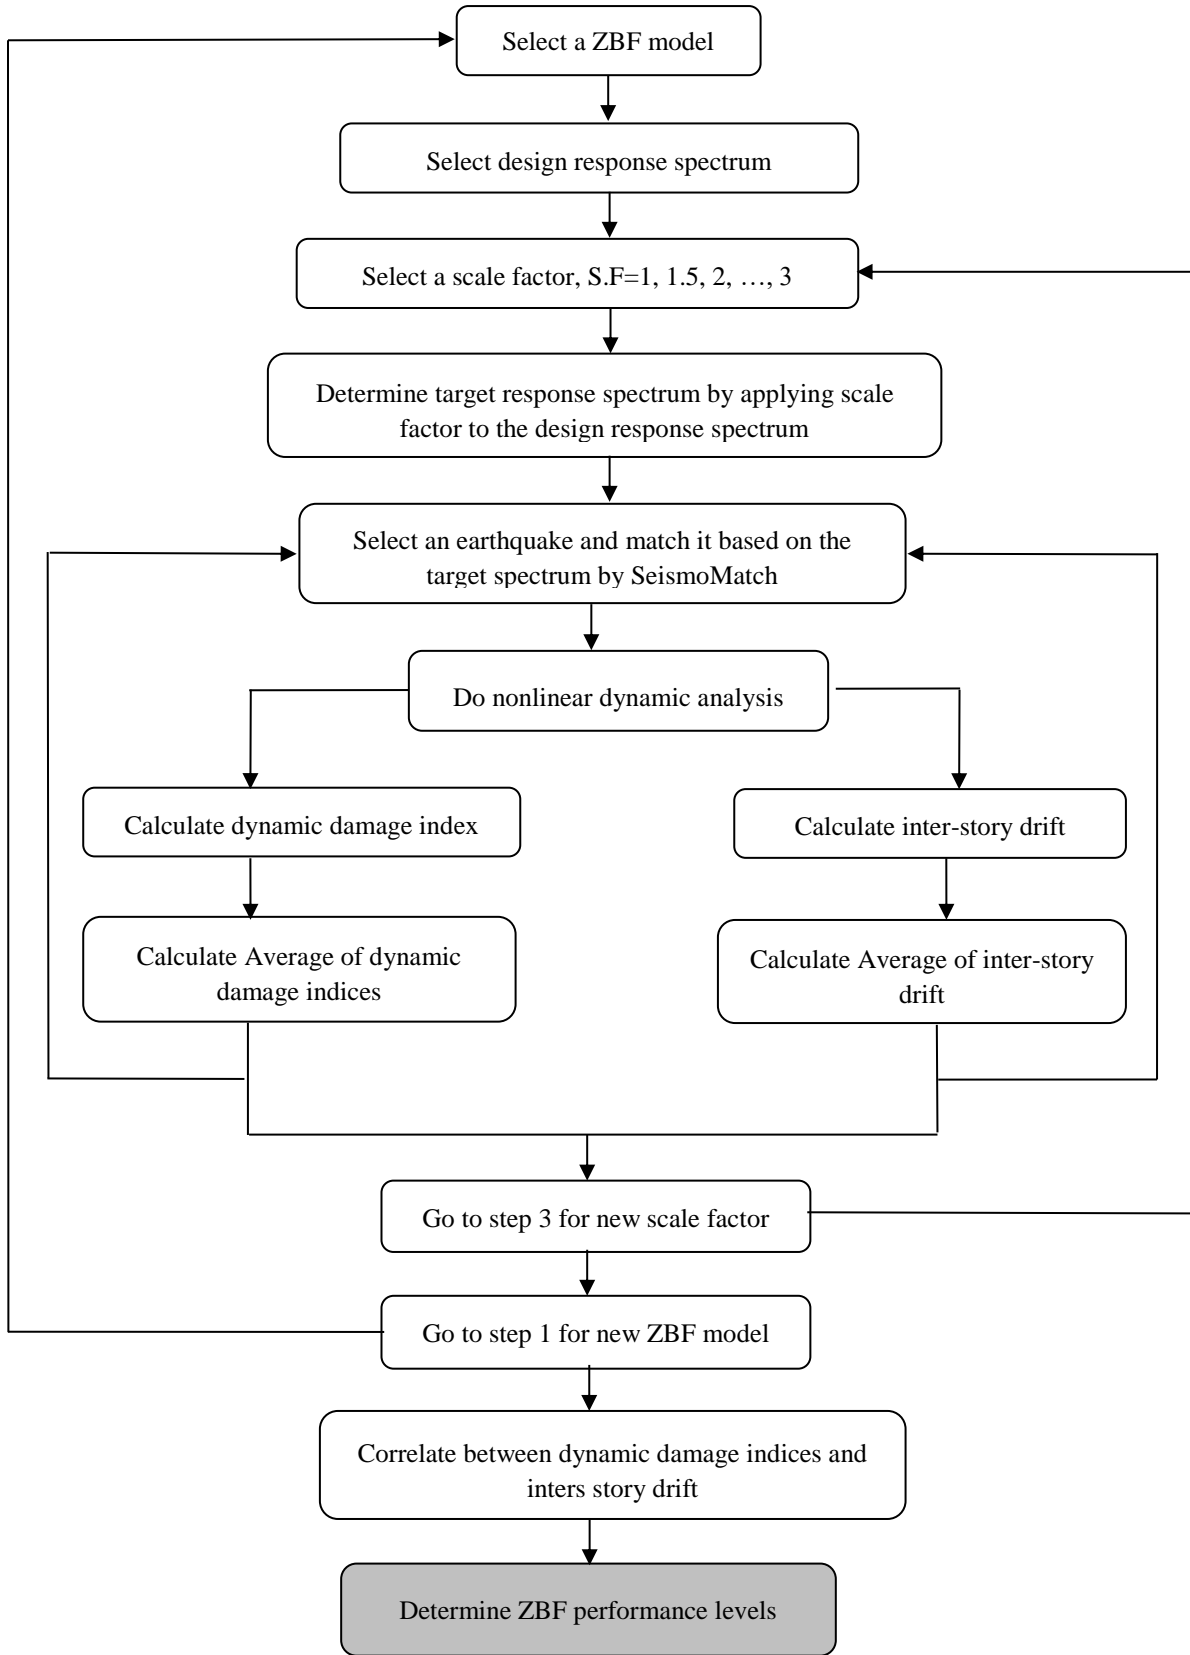 Select a ZBF model
Select design response spectrum
Select a scale factor, S.F=1, 1.5, 2, …, 3
Determine target response spectrum by applying scale
factor to the design response spectrum
Select an earthquake and match it based on the
target spectrum by SeismoMatch
Do nonlinear dynamic analysis
Calculate dynamic damage index
Calculate inter-story drift
Calculate Average of dynamic
damage indices
Calculate Average of inter-story
drift
Go to step 3 for new scale factor
Go to step 1 for new ZBF model
Correlate between dynamic damage indices and
inters story drift
Determine ZBF performance levels